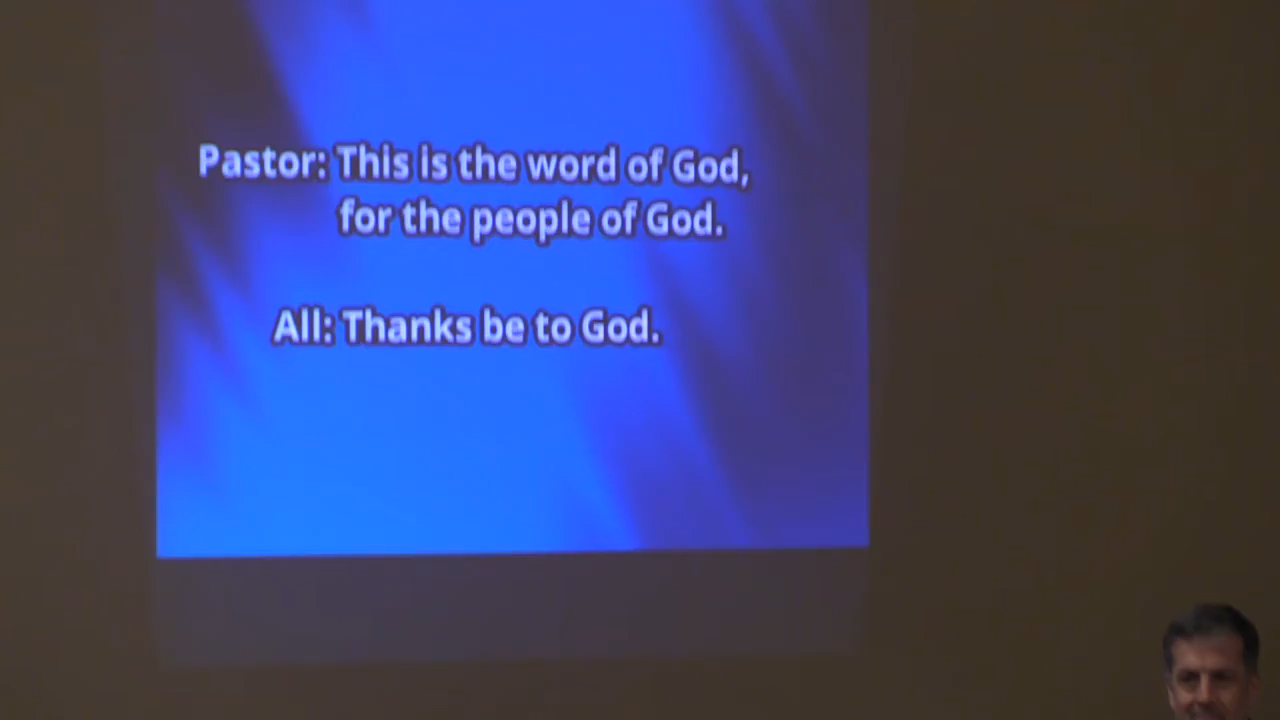 Pastor: This is the word of God,
for the people of God.
All: Thanks be to God.